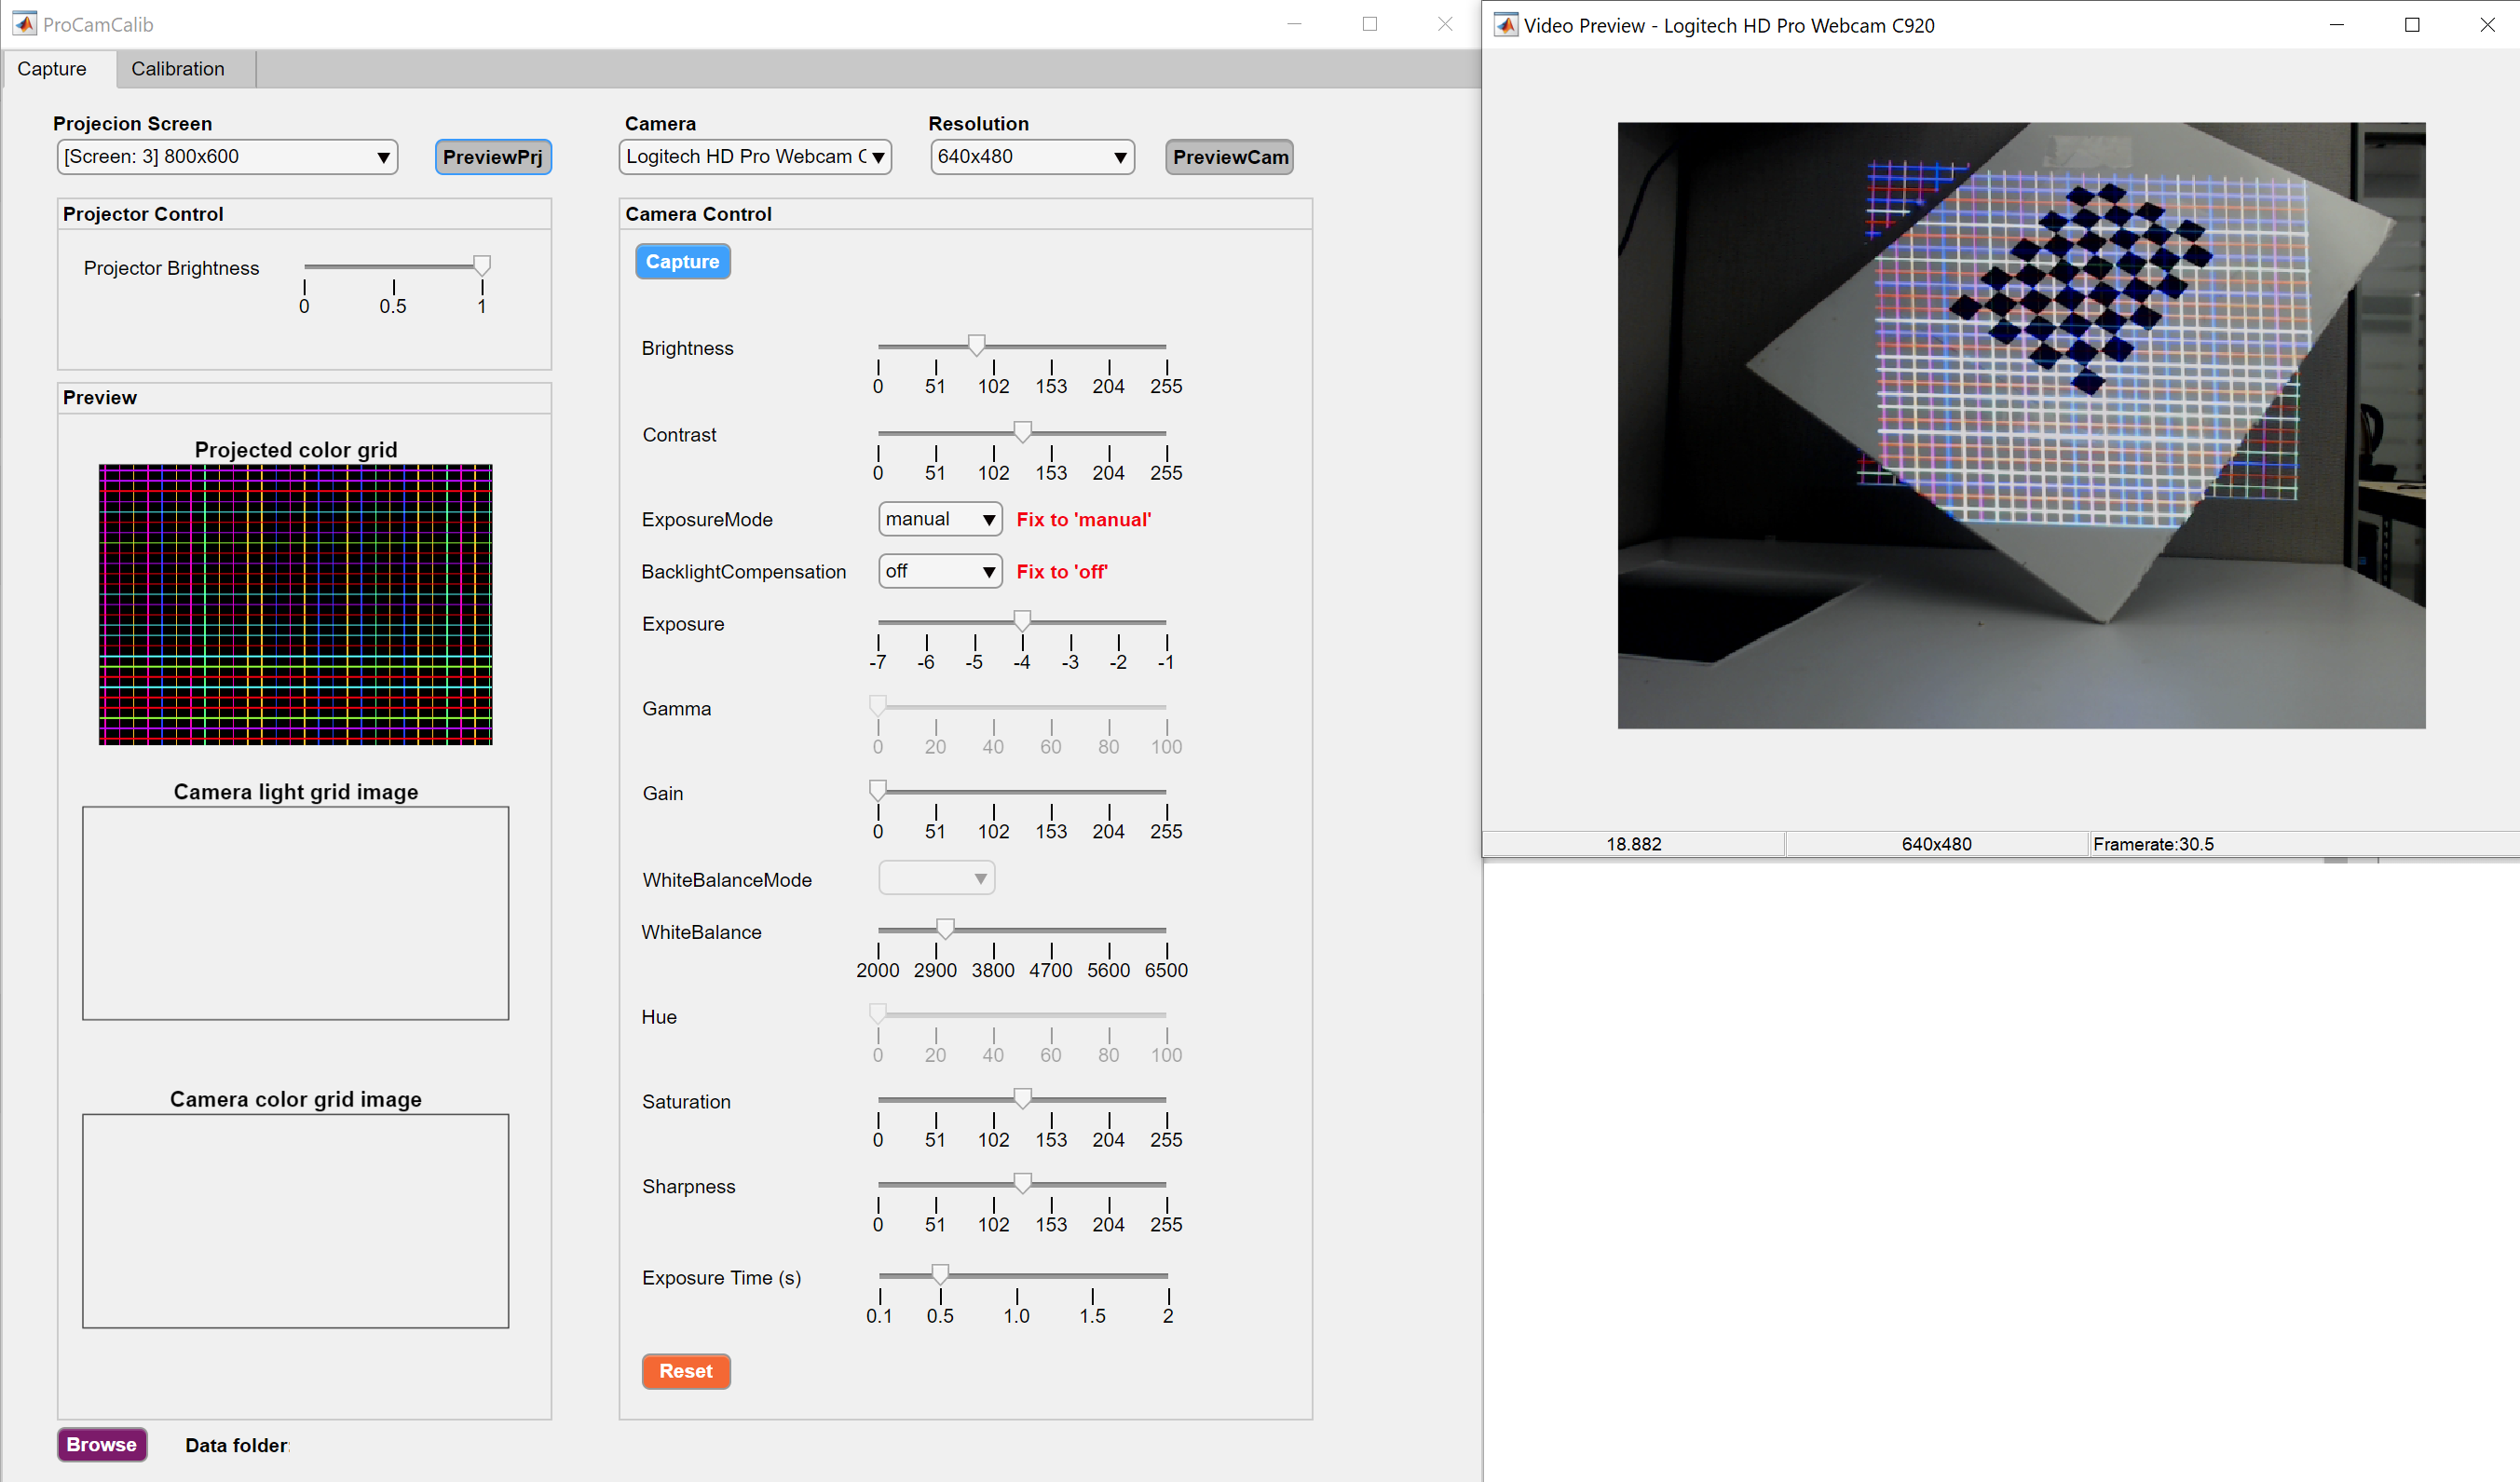 ProCamCalib
Capture
Calibration
Projecion Screen
[Screen: 3] 800x600
PreviewPrj
Camera
Logitech HD Pro Webcam C
Resolution
640x480
PreviewCam
Projector Control
Projector Brightness
0 0.5 1
Preview
Projected color grid
Camera light grid image
Camera color grid image
Browse
Data folder:
Camera Control
Capture
Brightness
0 51 102 153 204 255
Contrast
0 51 102 153 204 255
ExposureMode
manual
Fix to 'manual'
BacklightCompensation
off
Fix to 'off'
Exposure
-7 -6 -5 -4 -3 -2 -1
Gamma
0 20 40 60 80 100
Gain
0 51 102 153 204 255
WhiteBalanceMode
WhiteBalance
2000 2900 3800 4700 5600 6500
Hue
0 20 40 60 80 100
Saturation
0 51 102 153 204 255
Sharpness
0 51 102 153 204 255
Exposure Time (s)
0.1 0.5 1.0 1.5 2
Reset
Video Preview - Logitech HD Pro Webcam C920
18.882
640x480
Framerate:30.5